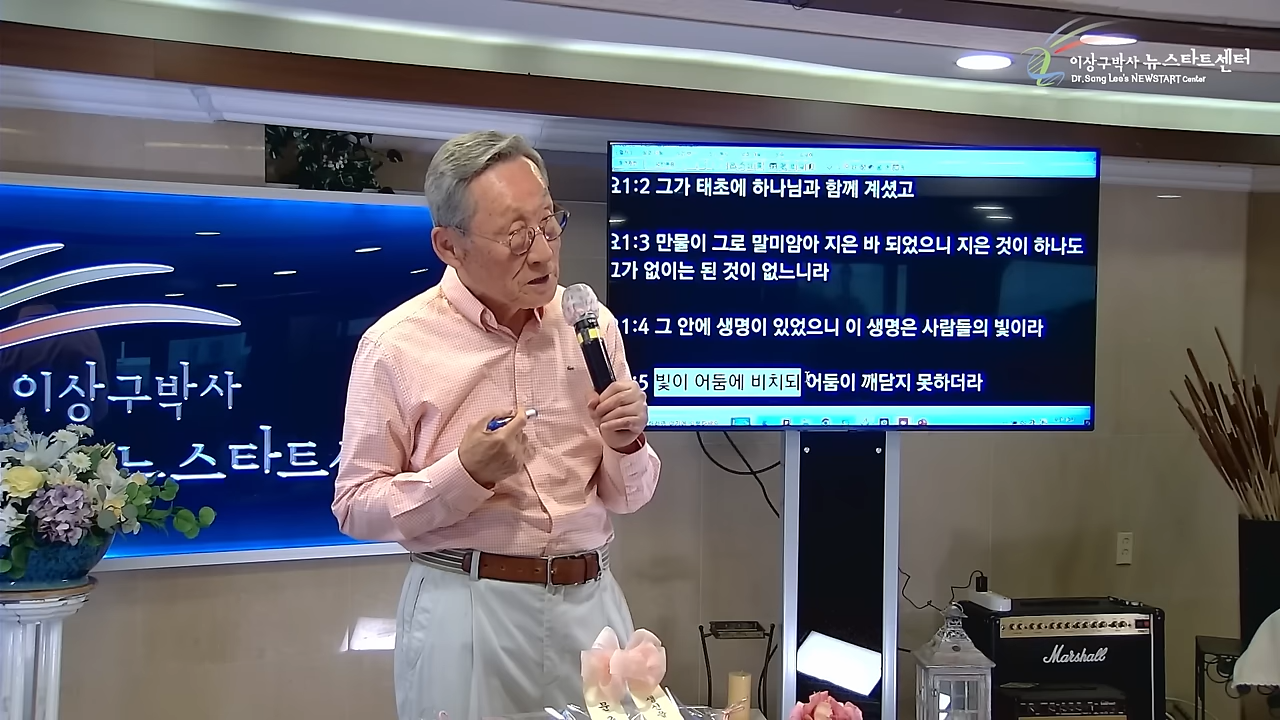 이상구박사 뉴스타트센터
Dr. Sang Lee's NEWSTART Center
1:2 그가 태초에 하나님과 함께 계셨고
1:3 만물이 그로 말미암아 지은 바 되었으니 지은 것이 하나도
그가 없이는 된 것이 없느니라
1:4 그 안에 생명이 있었으니 이 생명은 사람들의 빛이라
5 빛이 어둠에 비치되 어둠이 깨닫지 못하더라
이상구박사
뉴스타트
Marshall